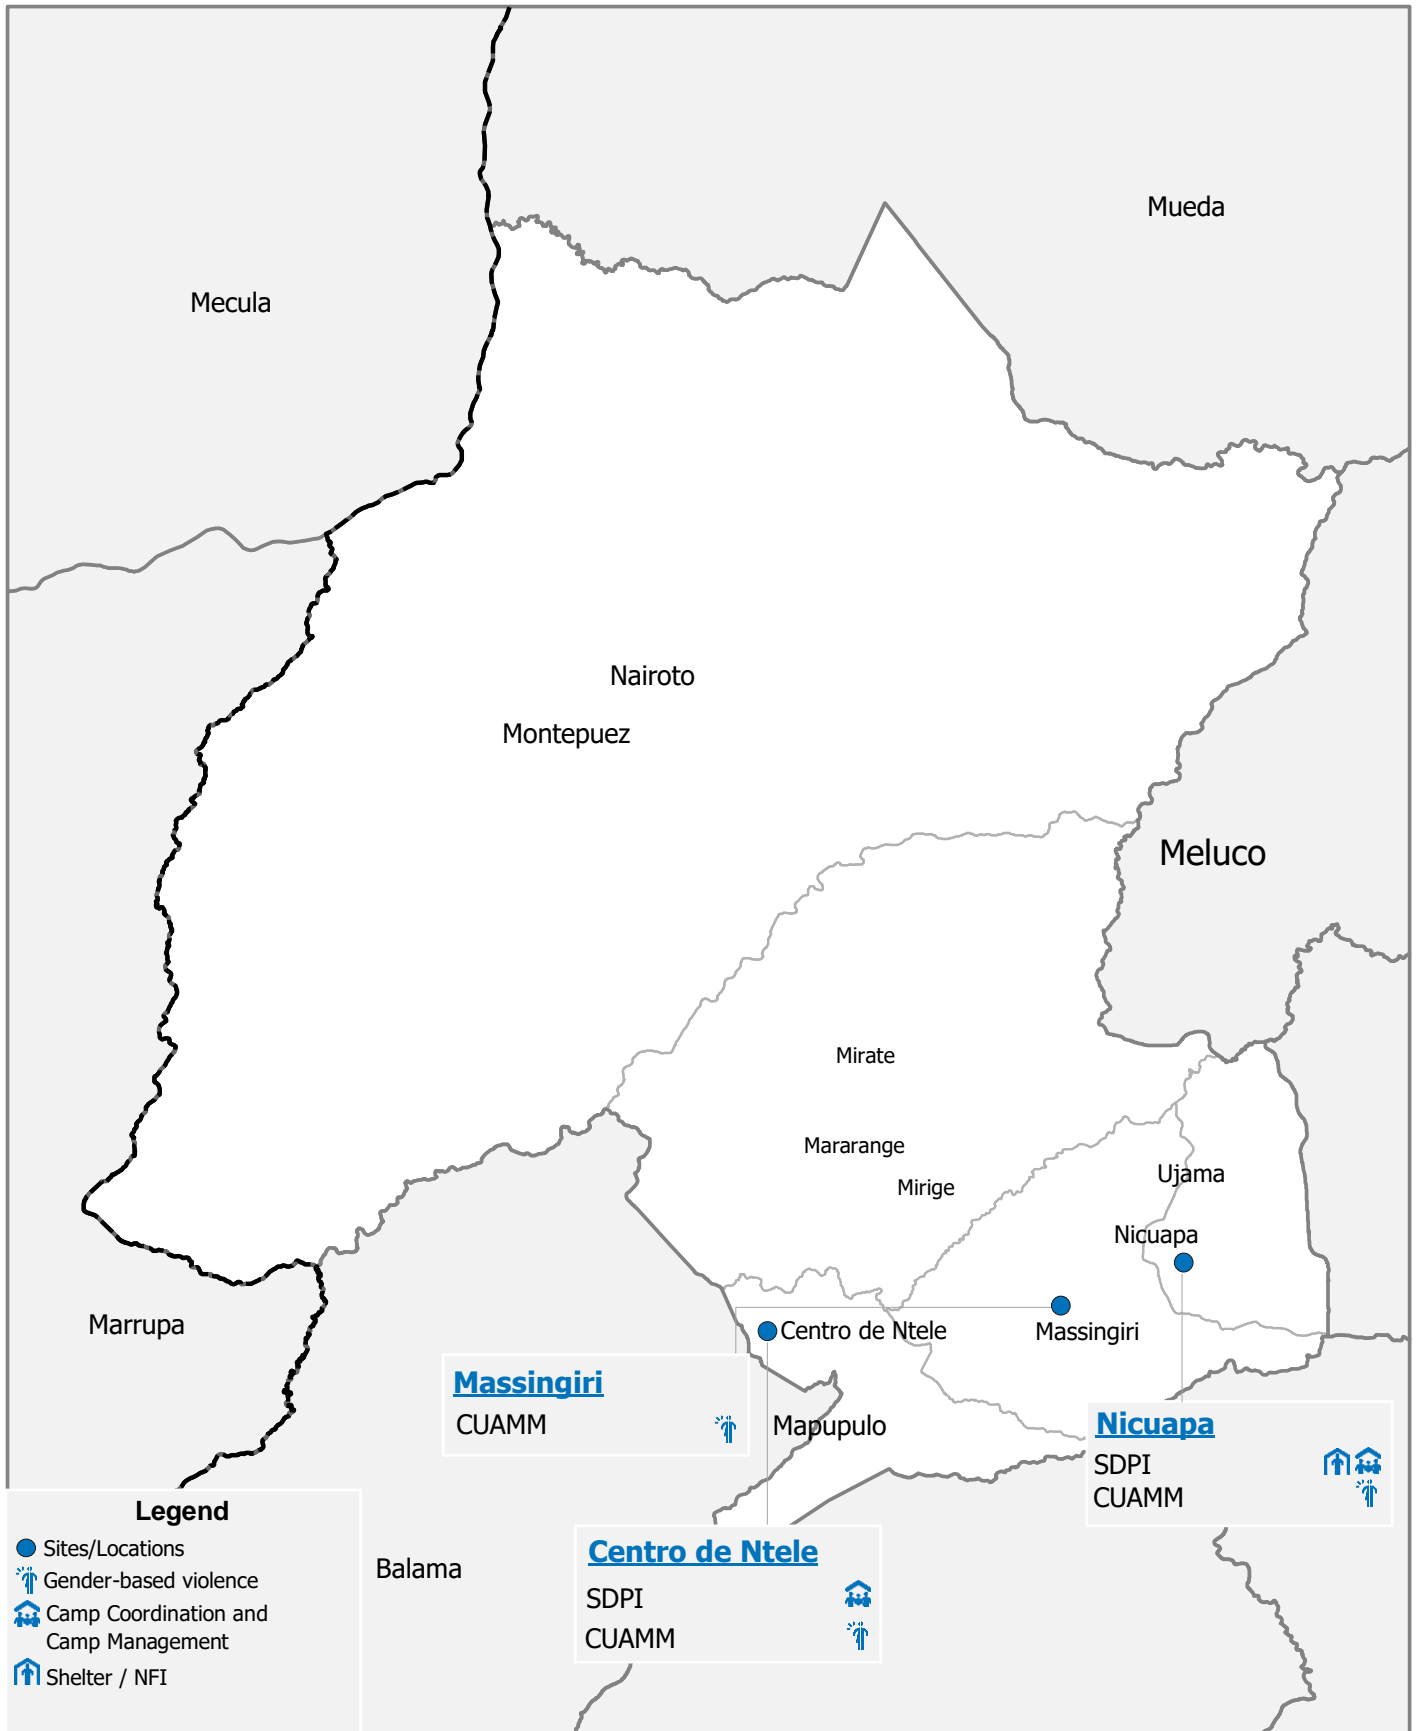 Mueda
Mecula
Nairoto
Montepuez
Meluco
Mirate
Mararange
Mirige
Ujama
Nicuapa
Marrupa
Centro de Ntele
Massingiri
Massingiri
CUAMM
Mapupulo
Nicuapa
SDPI
CUAMM
Balama
Centro de Ntele
SDPI
CUAMM
Legend
Sites/Locations
Gender-based violence
Camp Coordination and
Camp Management
Shelter / NFI